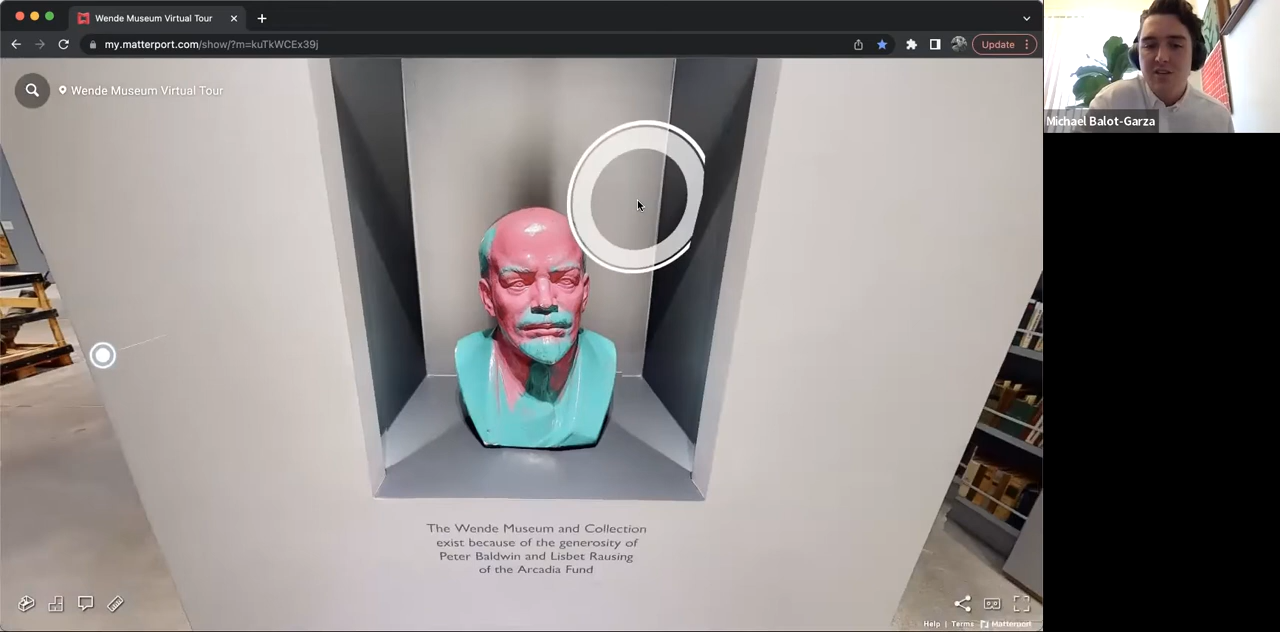 Wende Museum Virtual Tour
my.matterport.com/show/?m=kuTkWCEx39j
Update
Wende Museum Virtual Tour
Michael Balot-Garza
The Wende Museum and Collection
exist because of the generosity of
Peter Baldwin and Lisbet Rausing
of the Arcadia Fund
Help | Terms Matterport